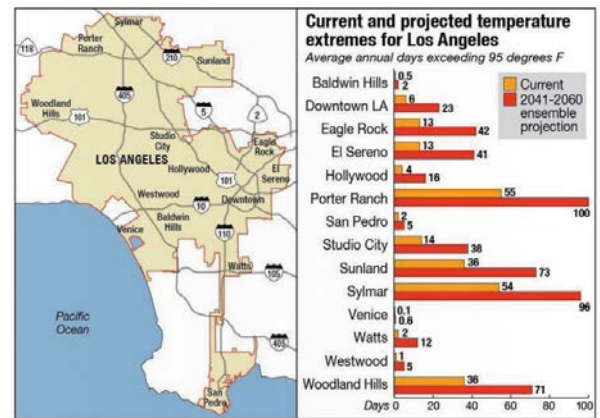 Sylmar
Porter
Ranch
118
210
Sunland
405
5
2
Woodland
Hills
101
Studio
City
Eagle
Rock
LOS ANGELES
Hollywood
El
Sereno
101
Westwood
10
Downtown
Baldwin
Hills
Venice
110
Watts
105
Pacific
Ocean
405
San
Pedro
Current and projected temperature
extremes for Los Angeles
Average annual days exceeding 95 degrees F
Current
2041-2060
ensemble
projection
Baldwin Hills 0.5 2
Downtown LA 6 23
Eagle Rock 13 42
El Sereno 13 41
Hollywood 4 16
Porter Ranch 55 100
San Pedro 2 5
Studio City 14 38
Sunland 36 73
Sylmar 54 96
Venice 0.1 0.6
Watts 2 12
Westwood 1 5
Woodland Hills 36 71
Days 0 20 40 60 80 100